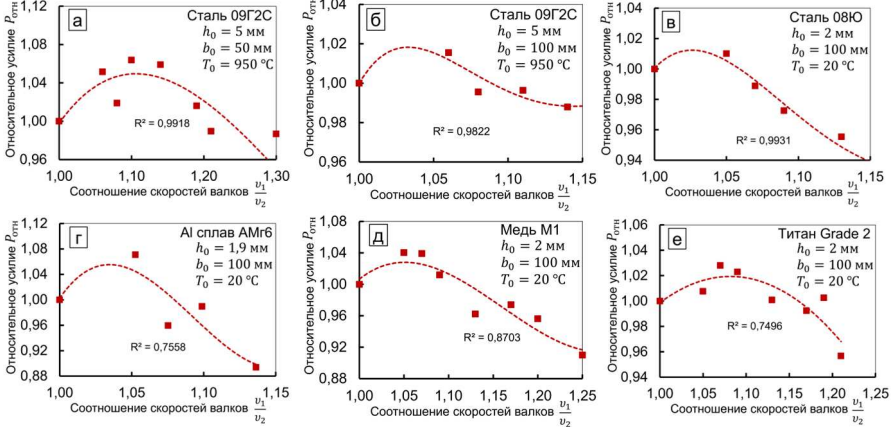 а
Сталь 09Г2С
h₀ = 5 мм
b₀ = 50 мм
T₀ = 950 °C
R² = 0,9918
Относительное усилие Pотн
1,12
1,08
1,04
1,00
0,96
1,00 1,10 1,20 1,30
Соотношение скоростей валков v₁/v₂
б
Сталь 09Г2С
h₀ = 5 мм
b₀ = 100 мм
T₀ = 950 °C
R² = 0,9822
Относительное усилие Pотн
1,04
1,02
1,00
0,98
0,96
1,00 1,05 1,10 1,15
Соотношение скоростей валков v₁/v₂
в
Сталь 08Ю
h₀ = 2 мм
b₀ = 100 мм
T₀ = 20 °C
R² = 0,9931
Относительное усилие Pотн
1,02
1,00
0,98
0,96
0,94
1,00 1,05 1,10 1,15
Соотношение скоростей валков v₁/v₂
г
Al сплав АМг6
h₀ = 1,9 мм
b₀ = 100 мм
T₀ = 20 °C
R² = 0,7558
Относительное усилие Pотн
1,12
1,08
1,04
1,00
0,96
0,92
0,88
1,00 1,05 1,10 1,15
Соотношение скоростей валков v₁/v₂
д
Медь М1
h₀ = 2 мм
b₀ = 100 мм
T₀ = 20 °C
R² = 0,8703
Относительное усилие Pотн
1,08
1,04
1,00
0,96
0,92
0,88
1,00 1,05 1,10 1,15 1,20 1,25
Соотношение скоростей валков v₁/v₂
е
Титан Grade 2
h₀ = 2 мм
b₀ = 100 мм
T₀ = 20 °C
R² = 0,7496
Относительное усилие Pотн
1,06
1,04
1,02
1,00
0,98
0,96
0,94
1,00 1,05 1,10 1,15 1,20 1,25
Соотношение скоростей валков v₁/v₂